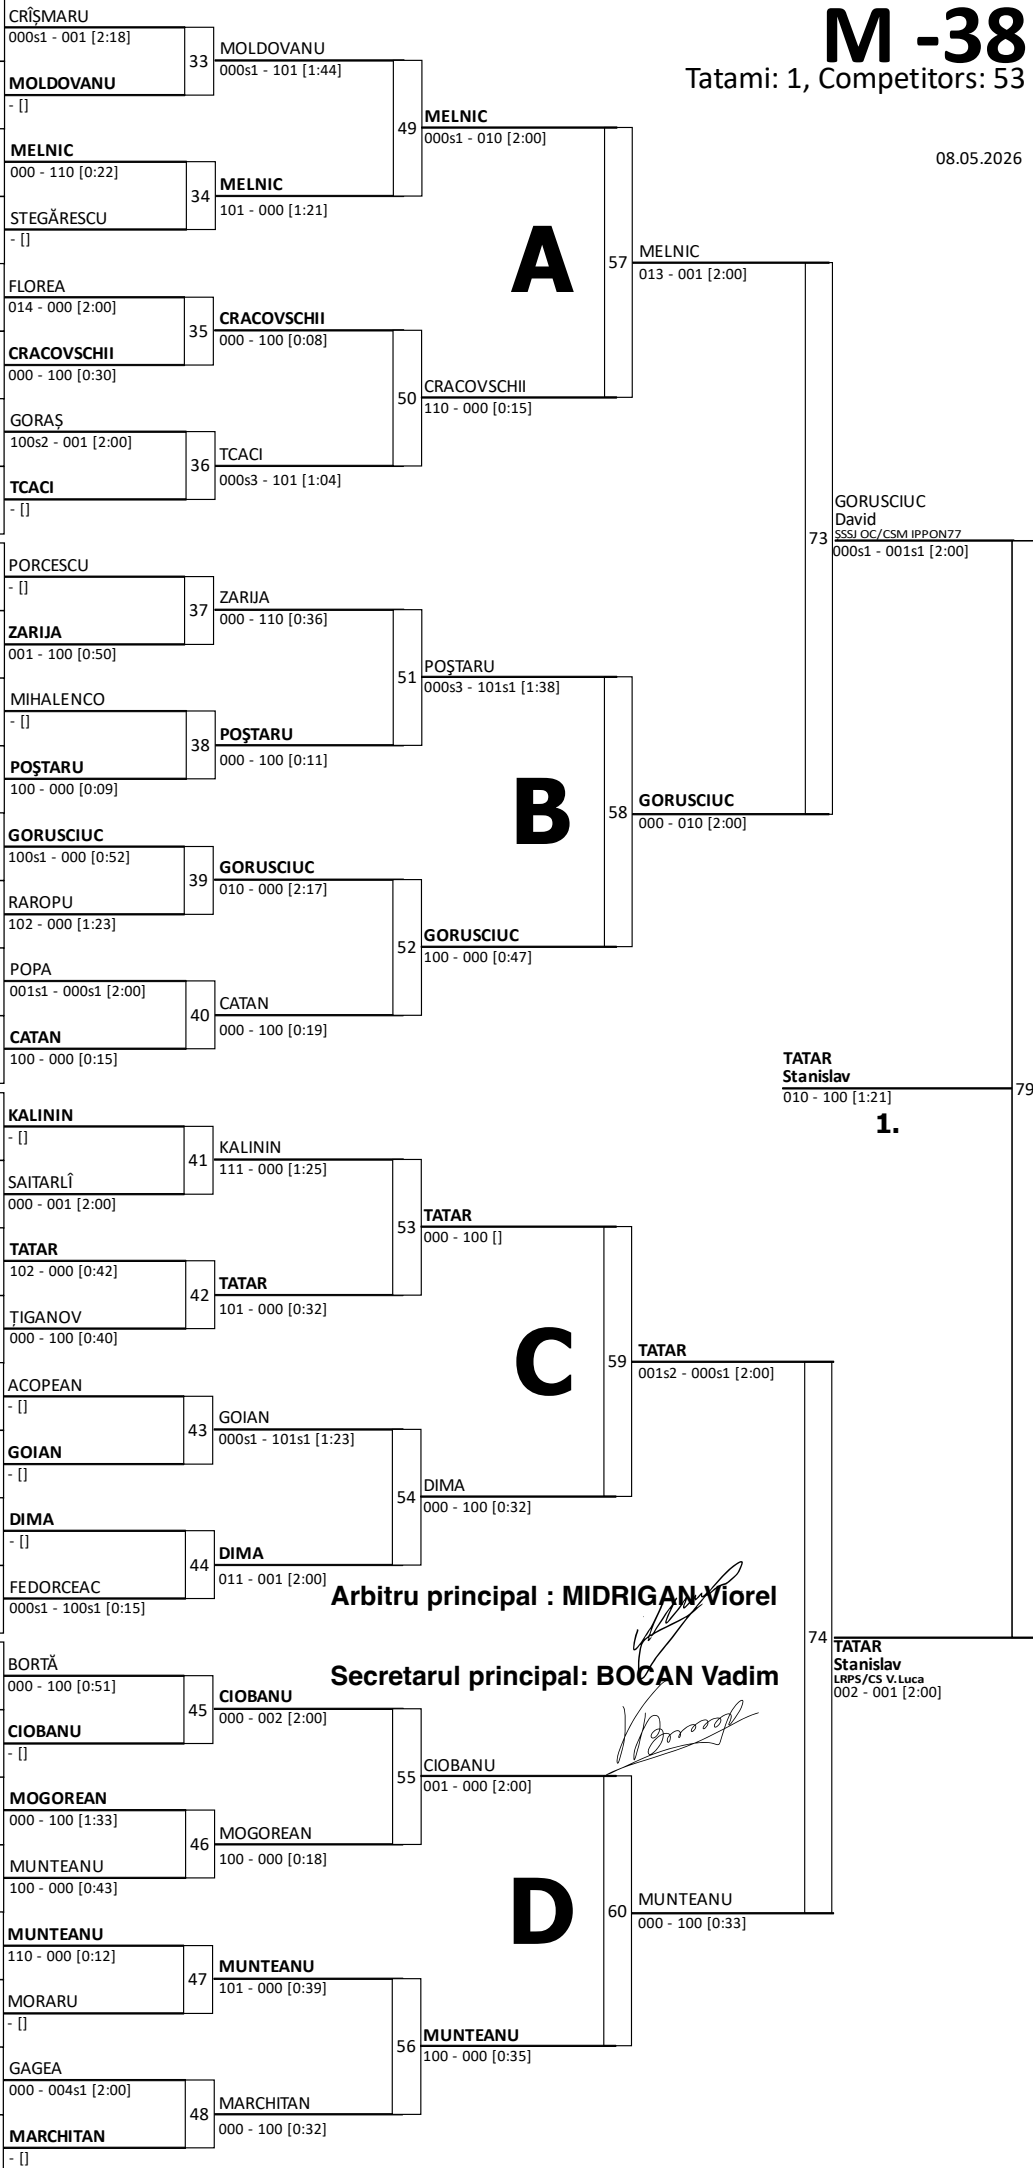 M -38
Tatami: 1, Competitors: 53
08.05.2026
CRÎŞMARU
000s1 - 001 [2:18]
33
MOLDOVANU
000s1 - 101 [1:44]
MOLDOVANU
- []
49
MELNIC
000s1 - 010 [2:00]
MELNIC
000 - 110 [0:22]
34
MELNIC
101 - 000 [1:21]
STEGĂRESCU
- []
A
57
MELNIC
013 - 001 [2:00]
FLOREA
014 - 000 [2:00]
35
CRACOVSCHII
000 - 100 [0:08]
CRACOVSCHII
000 - 100 [0:30]
50
CRACOVSCHII
110 - 000 [0:15]
GORAȘ
100s2 - 001 [2:00]
36
TCACI
000s3 - 101 [1:04]
TCACI
- []
73
GORUSCIUC
David
SSSJ OC/CSM IPPON77
000s1 - 001s1 [2:00]
PORCESCU
- []
37
ZARIJA
000 - 110 [0:36]
ZARIJA
001 - 100 [0:50]
51
POŞTARU
000s3 - 101s1 [1:38]
MIHALENCO
- []
38
POŞTARU
000 - 100 [0:11]
POŞTARU
100 - 000 [0:09]
B
58
GORUSCIUC
000 - 010 [2:00]
GORUSCIUC
100s1 - 000 [0:52]
39
GORUSCIUC
010 - 000 [2:17]
RAROPU
102 - 000 [1:23]
52
GORUSCIUC
100 - 000 [0:47]
POPA
001s1 - 000s1 [2:00]
40
CATAN
000 - 100 [0:19]
CATAN
100 - 000 [0:15]
TATAR
Stanislav
010 - 100 [1:21]
1.
79
KALININ
- []
41
KALININ
111 - 000 [1:25]
SAITARLÎ
000 - 001 [2:00]
53
TATAR
000 - 100 []
TATAR
102 - 000 [0:42]
42
TATAR
101 - 000 [0:32]
ȚIGANOV
000 - 100 [0:40]
C
59
TATAR
001s2 - 000s1 [2:00]
ACOPEAN
- []
43
GOIAN
000s1 - 101s1 [1:23]
GOIAN
- []
54
DIMA
000 - 100 [0:32]
DIMA
- []
44
DIMA
011 - 001 [2:00]
FEDORCEAC
000s1 - 100s1 [0:15]
Arbitru principal : MIDRIGAN Viorel
Secretarul principal: BOCAN Vadim
74
TATAR
Stanislav
LRPS/CS V.Luca
002 - 001 [2:00]
BORTĂ
000 - 100 [0:51]
45
CIOBANU
000 - 002 [2:00]
CIOBANU
- []
55
CIOBANU
001 - 000 [2:00]
MOGOREAN
000 - 100 [1:33]
46
MOGOREAN
100 - 000 [0:18]
MUNTEANU
100 - 000 [0:43]
D
60
MUNTEANU
000 - 100 [0:33]
MUNTEANU
110 - 000 [0:12]
47
MUNTEANU
101 - 000 [0:39]
MORARU
- []
56
MUNTEANU
100 - 000 [0:35]
GAGEA
000 - 004s1 [2:00]
48
MARCHITAN
000 - 100 [0:32]
MARCHITAN
- []